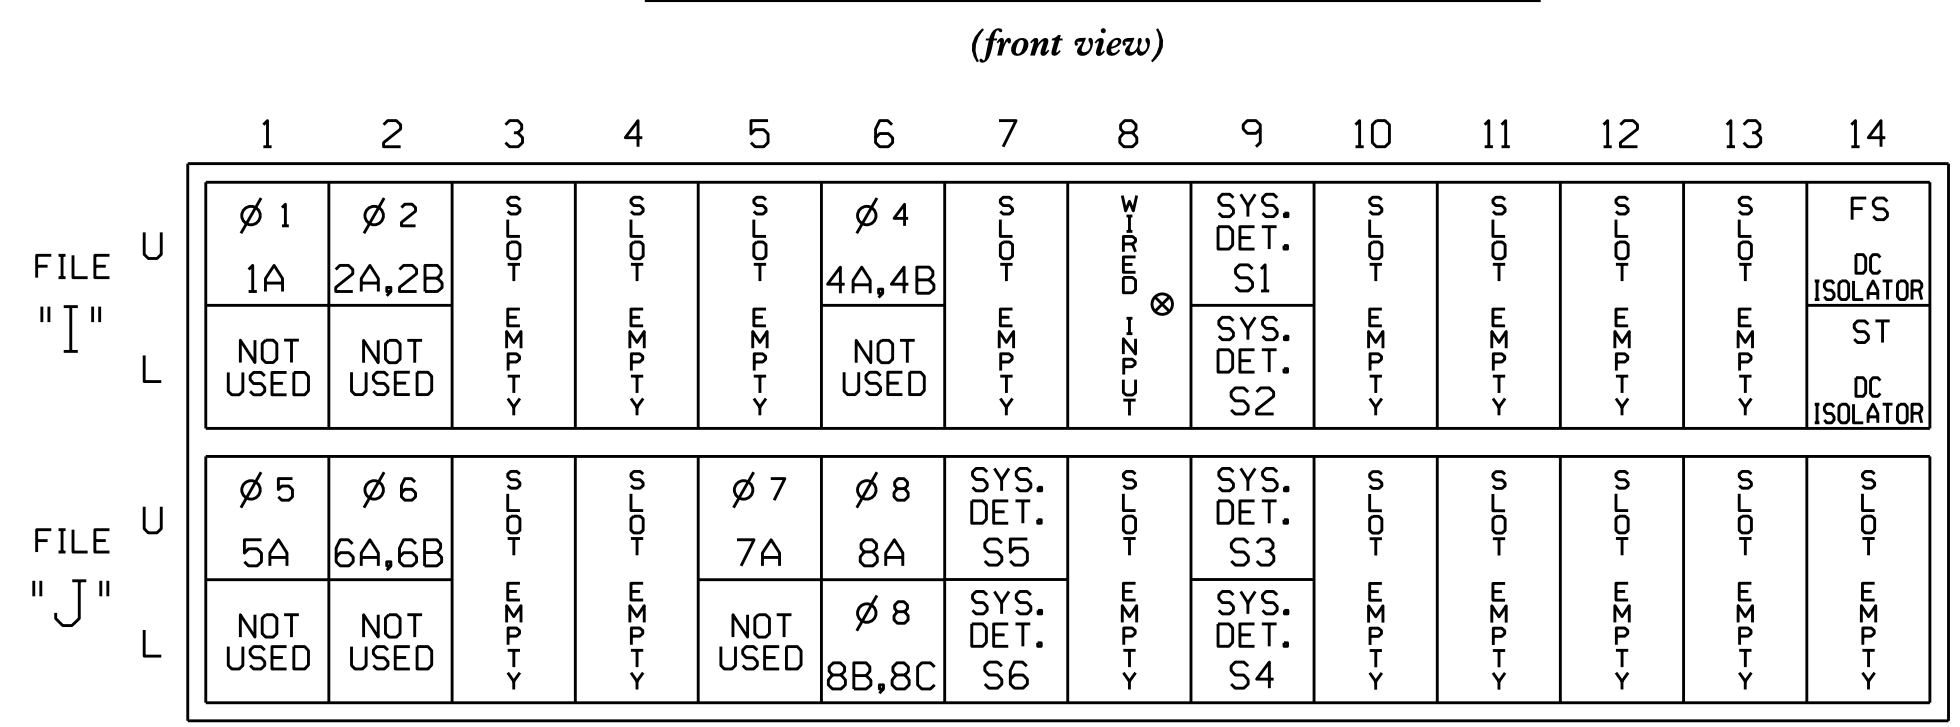 (front view)
1 2 3 4 5 6 7 8 9 10 11 12 13 14
FILE "I"
U
L
Ø 1
1A
NOT USED
Ø 2
2A,2B
NOT USED
SLOT EMPTY
SLOT EMPTY
SLOT EMPTY
Ø 4
4A,4B
NOT USED
SLOT EMPTY
WIRED INPUT
⊗
SYS. DET. S1
SYS. DET. S2
SLOT EMPTY
SLOT EMPTY
SLOT EMPTY
SLOT EMPTY
FS
DC ISOLATOR
ST
DC ISOLATOR
FILE "J"
U
L
Ø 5
5A
NOT USED
Ø 6
6A,6B
NOT USED
SLOT EMPTY
SLOT EMPTY
Ø 7
7A
NOT USED
Ø 8
8A
Ø 8
8B,8C
SYS. DET. S5
SYS. DET. S6
SLOT EMPTY
SYS. DET. S3
SYS. DET. S4
SLOT EMPTY
SLOT EMPTY
SLOT EMPTY
SLOT EMPTY
SLOT EMPTY